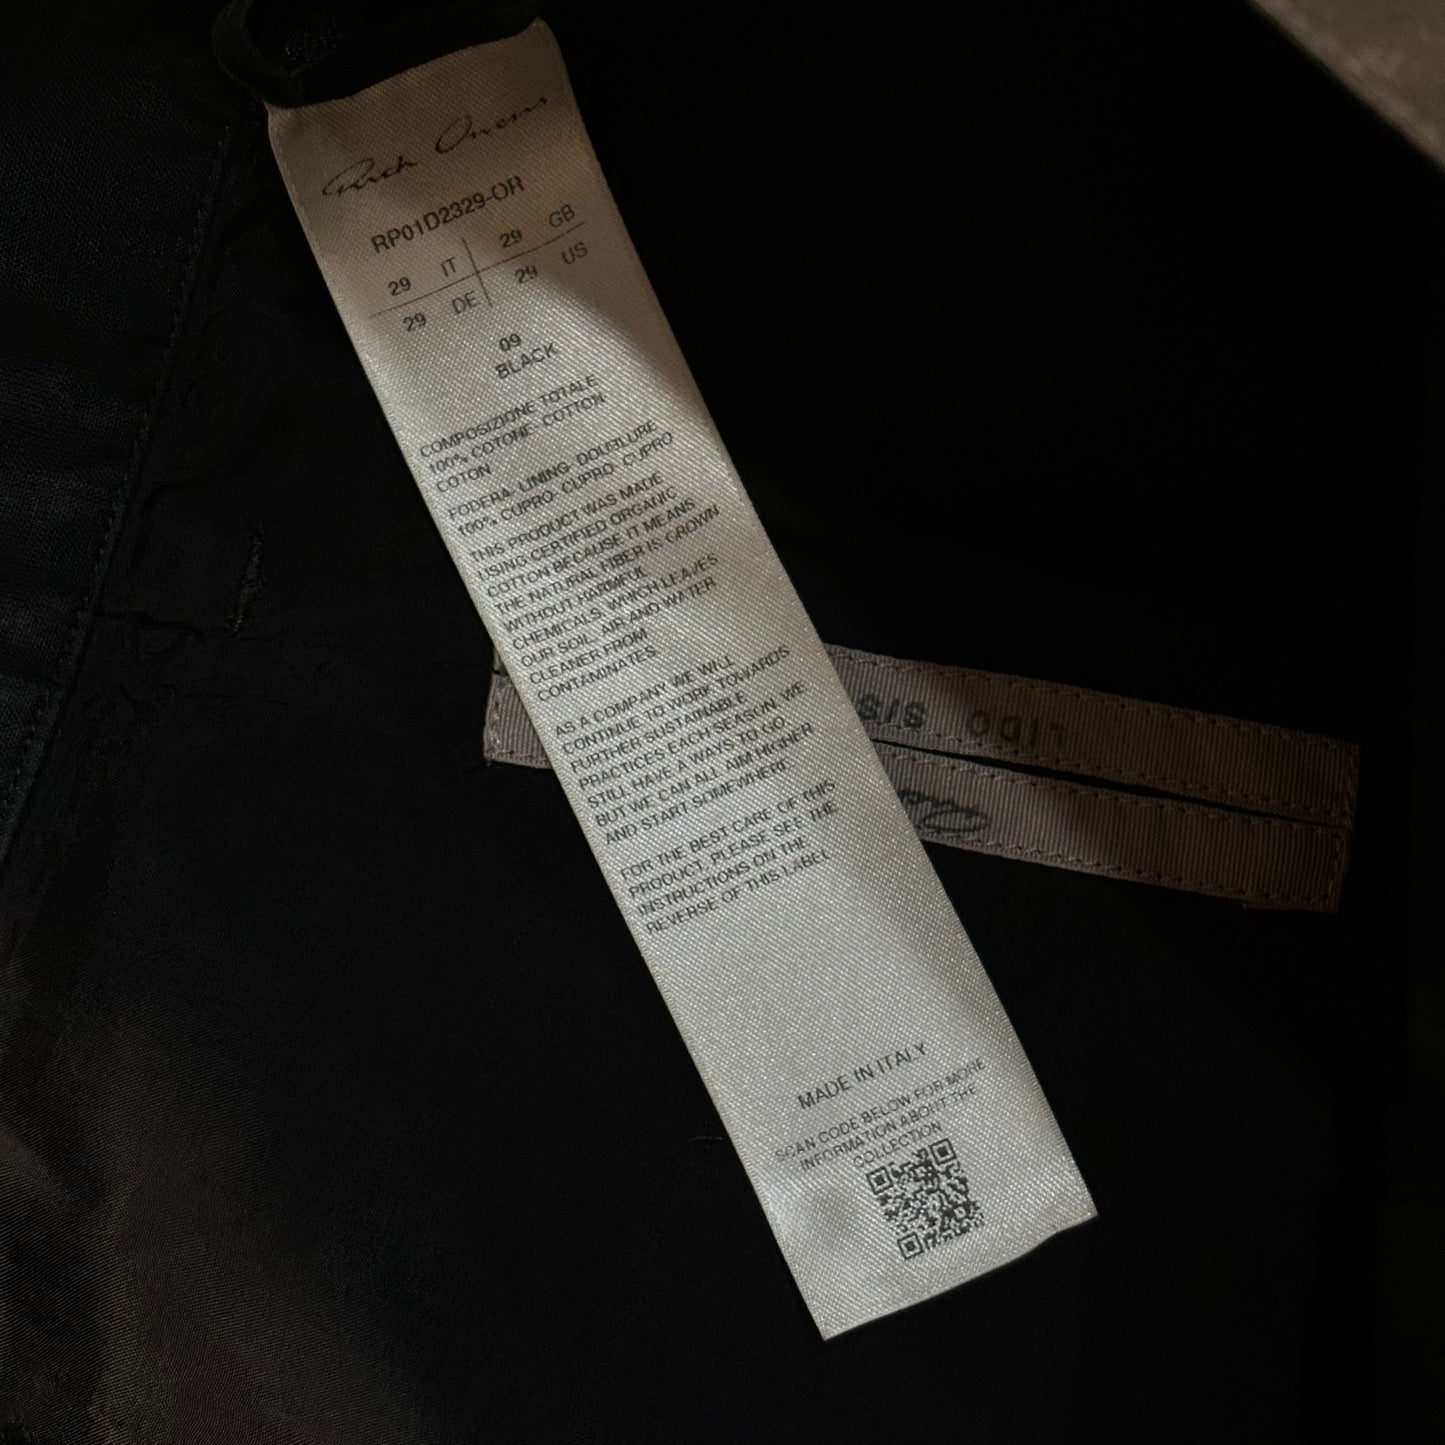 Rick Owens
RP01D2329-OR
29 IT 29 GB
29 DE 29 US
09
BLACK
COMPOSIZIONE TOTALE
100% COTONE- COTTON
COTON
FODERA- LINING- DOUBLURE
100% CUPRO- CUPRO- CUPRO
THIS PRODUCT WAS MADE
USING CERTIFIED ORGANIC
COTTON BECAUSE IT MEANS
THE NATURAL FIBER IS GROWN
WITHOUT HARMFUL
CHEMICALS, WHICH LEAVES
OUR SOIL, AIR AND WATER
CLEANER FROM
CONTAMINATES.
AS A COMPANY WE WILL
CONTINUE TO WORK TOWARDS
FURTHER SUSTAINABLE
PRACTICES EACH SEASON. WE
STILL HAVE A WAYS TO GO,
BUT WE CAN ALL AIM HIGHER
AND START SOMEWHERE.
FOR THE BEST CARE OF THIS
PRODUCT, PLEASE SEE THE
INSTRUCTIONS ON THE
REVERSE OF THIS LABEL
MADE IN ITALY
SCAN CODE BELOW FOR MORE
INFORMATION ABOUT THE
COLLECTION
LIDO SIS